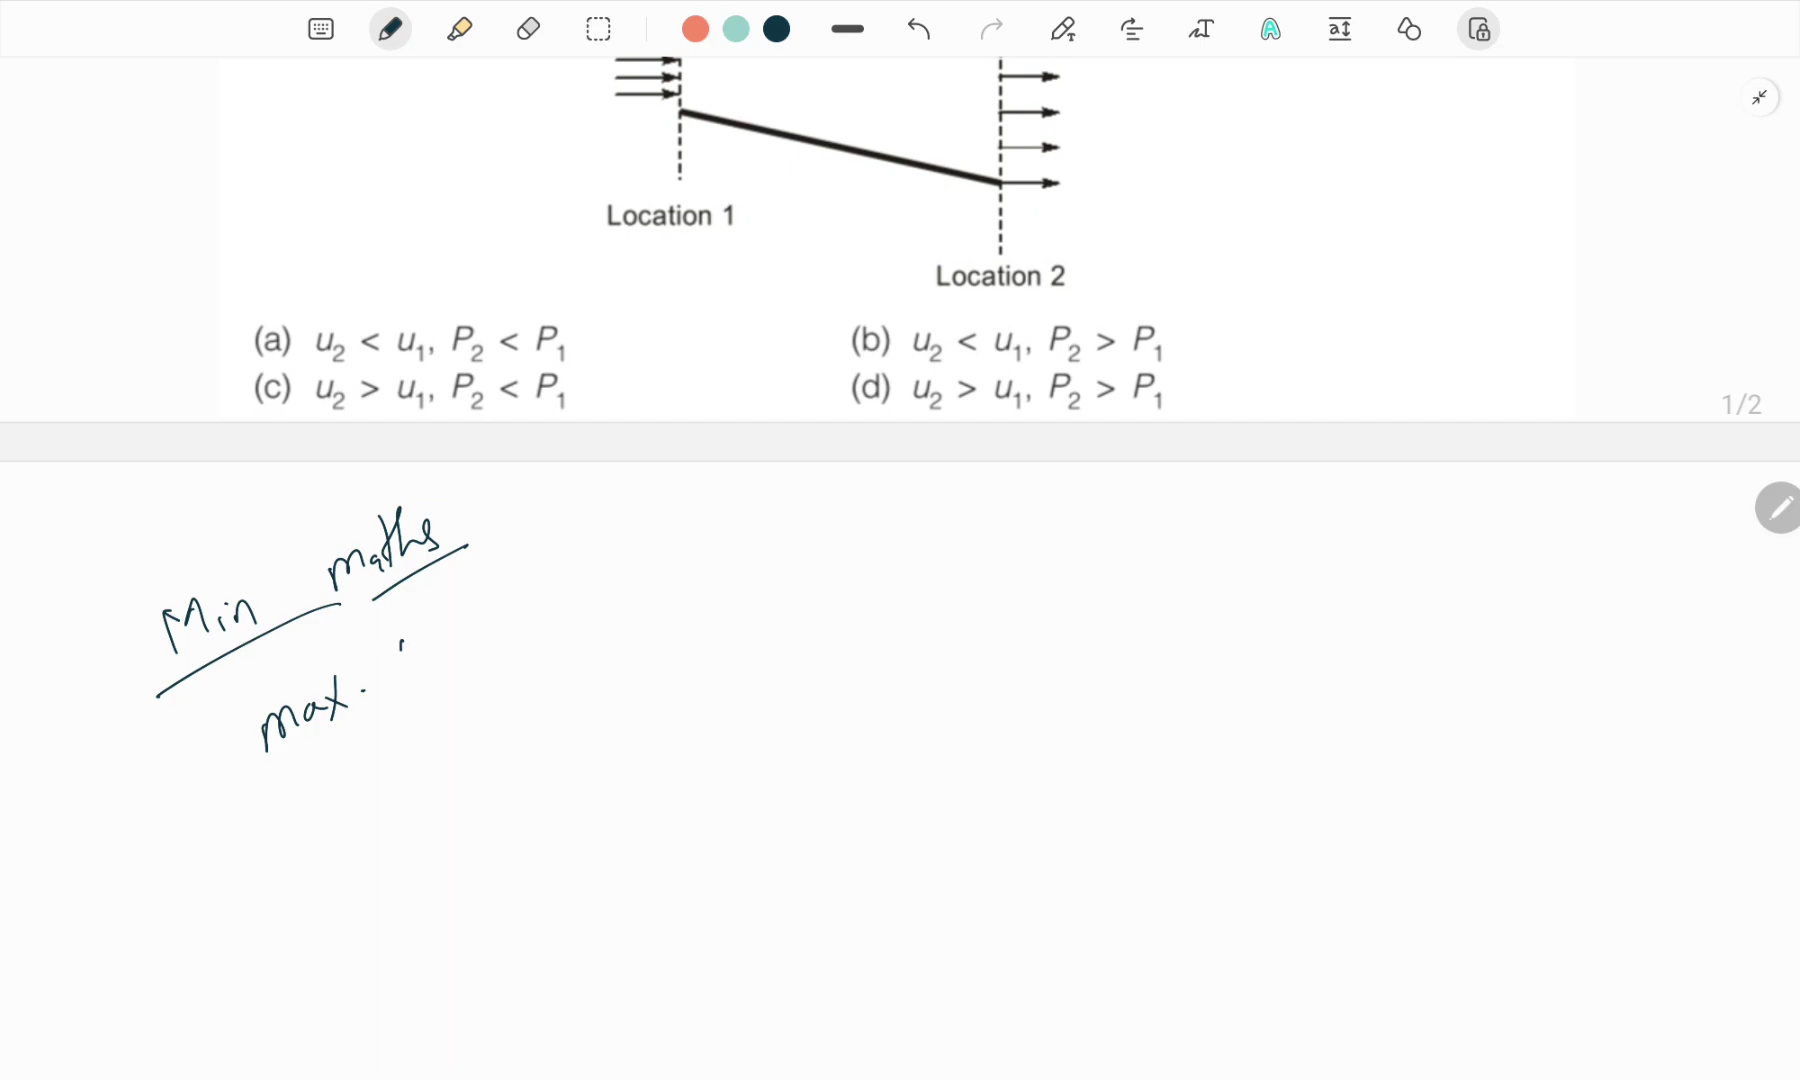 Location 1
Location 2
(a) u₂ < u₁, P₂ < P₁
(b) u₂ < u₁, P₂ > P₁
(c) u₂ > u₁, P₂ < P₁
(d) u₂ > u₁, P₂ > P₁
1/2
Min maths
max.